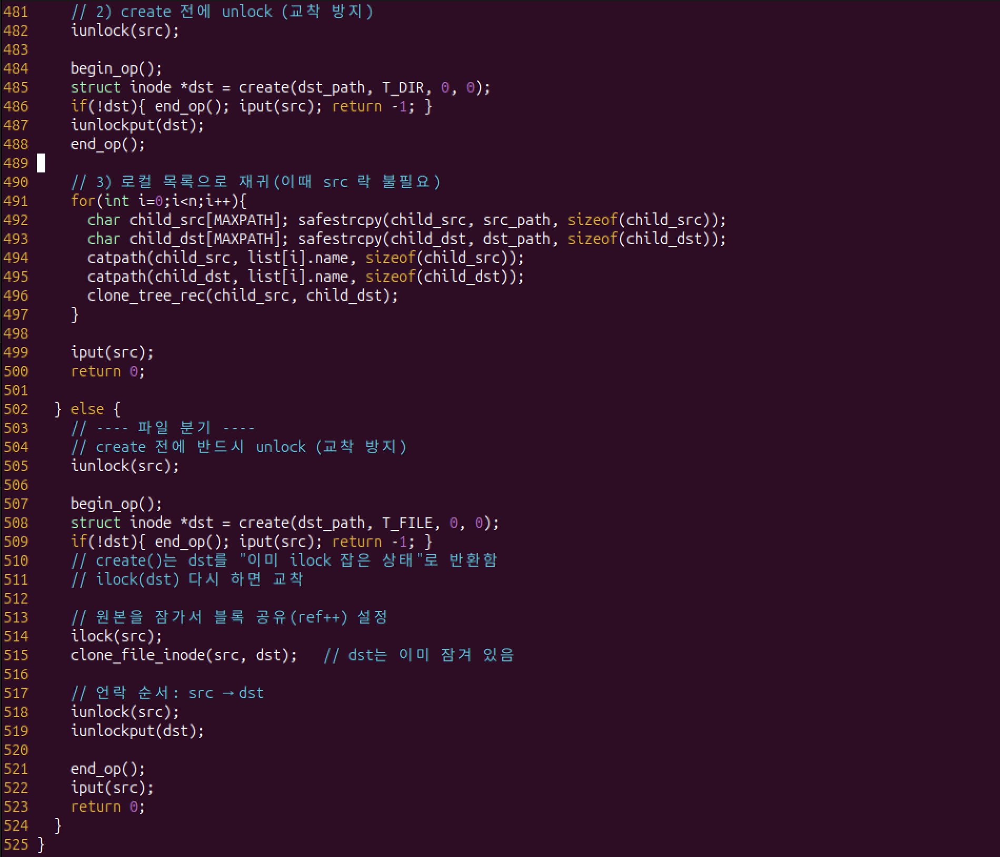 481     // 2) create 전에 unlock (교착 방지)
482     iunlock(src);
483
484     begin_op();
485     struct inode *dst = create(dst_path, T_DIR, 0, 0);
486     if(!dst){ end_op(); iput(src); return -1; }
487     iunlockput(dst);
488     end_op();
489
490     // 3) 로컬 목록으로 재귀(이때 src 락 불필요)
491     for(int i=0;i<n;i++){
492       char child_src[MAXPATH]; safestrcpy(child_src, src_path, sizeof(child_src));
493       char child_dst[MAXPATH]; safestrcpy(child_dst, dst_path, sizeof(child_dst));
494       catpath(child_src, list[i].name, sizeof(child_src));
495       catpath(child_dst, list[i].name, sizeof(child_dst));
496       clone_tree_rec(child_src, child_dst);
497     }
498
499     iput(src);
500     return 0;
501
502   } else {
503     // ---- 파일 분기 ----
504     // create 전에 반드시 unlock (교착 방지)
505     iunlock(src);
506
507     begin_op();
508     struct inode *dst = create(dst_path, T_FILE, 0, 0);
509     if(!dst){ end_op(); iput(src); return -1; }
510     // create()는 dst를 "이미 ilock 잡은 상태"로 반환함
511     // ilock(dst) 다시 하면 교착
512
513     // 원본을 잠가서 블록 공유(ref++) 설정
514     ilock(src);
515     clone_file_inode(src, dst);   // dst는 이미 잠겨 있음
516
517     // 언락 순서: src → dst
518     iunlock(src);
519     iunlockput(dst);
520
521     end_op();
522     iput(src);
523     return 0;
524   }
525 }